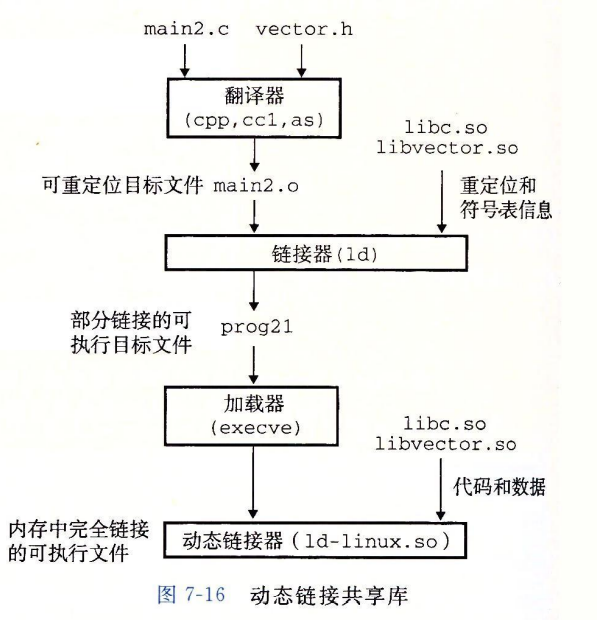 main2.c vector.h
翻译器
(cpp,cc1,as)
libc.so
libvector.so
可重定位目标文件 main2.o
重定位和
符号表信息
链接器(ld)
部分链接的可
执行目标文件
prog21
加载器
(execve)
libc.so
libvector.so
代码和数据
内存中完全链接
的可执行文件
动态链接器(ld-linux.so)
图 7-16 动态链接共享库